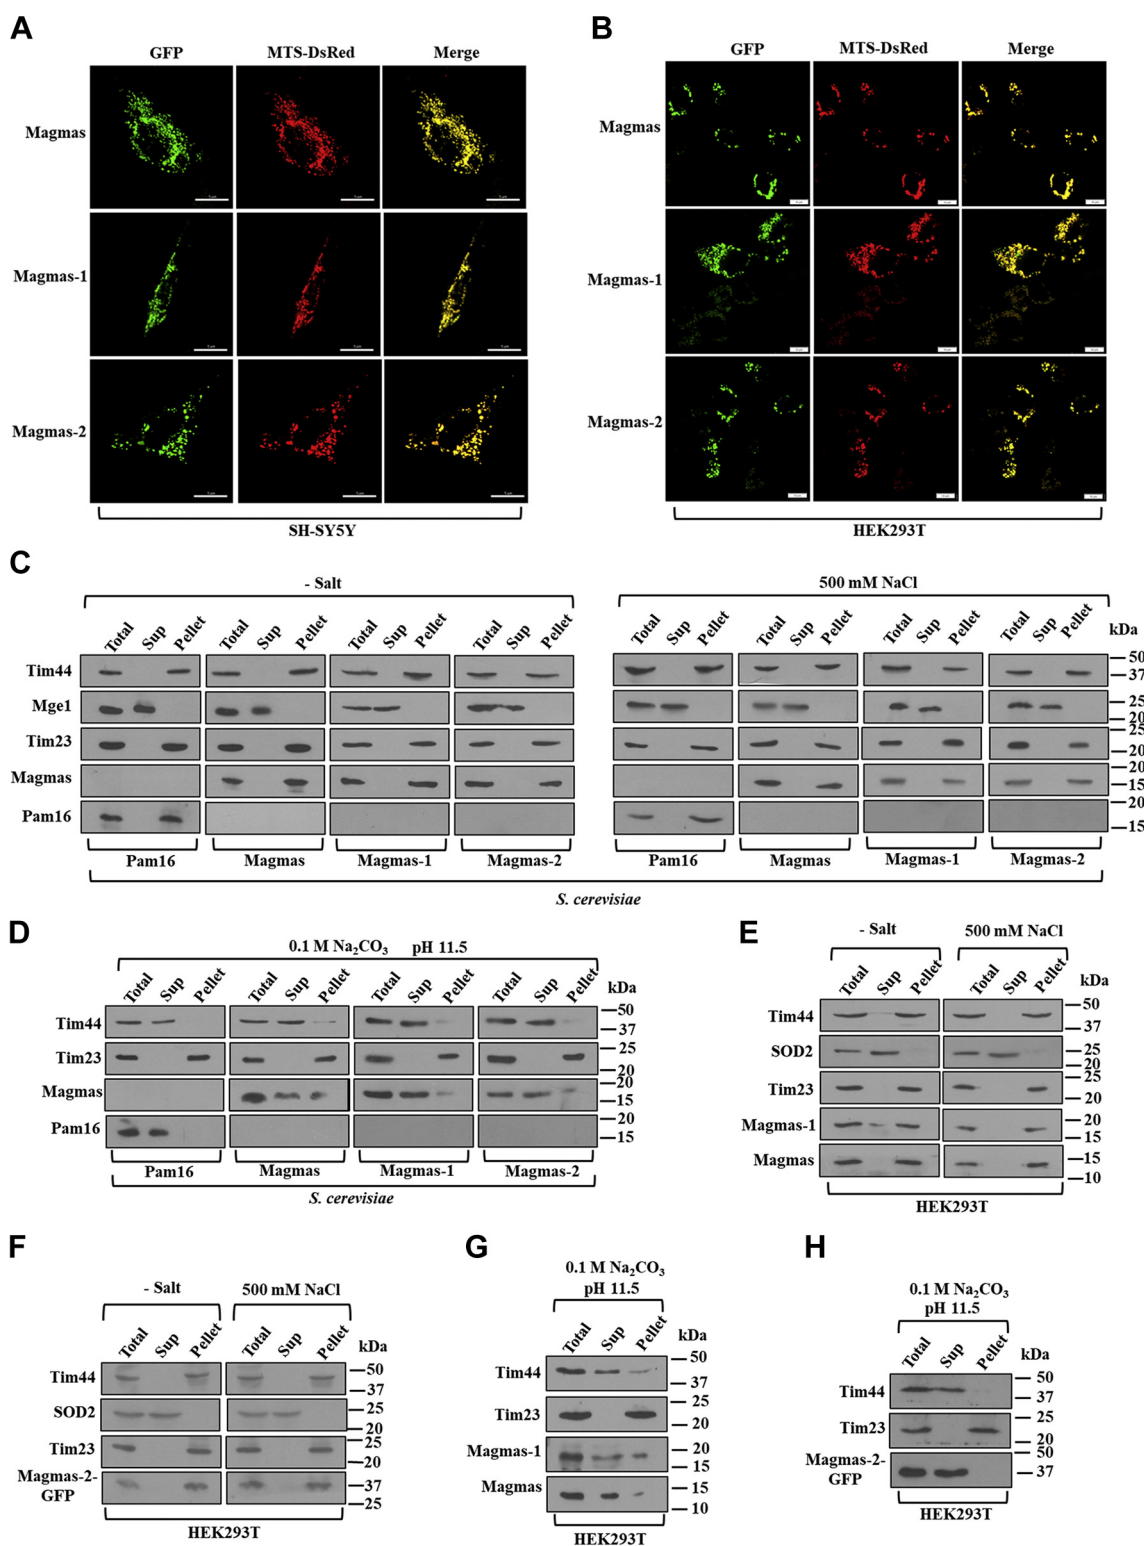 A
GFP MTS-DsRed Merge
Magmas
Magmas-1
Magmas-2
SH-SY5Y
B
GFP MTS-DsRed Merge
Magmas
Magmas-1
Magmas-2
HEK293T
C
- Salt
Total Sup Pellet Total Sup Pellet Total Sup Pellet Total Sup Pellet
500 mM NaCl
Total Sup Pellet Total Sup Pellet Total Sup Pellet Total Sup Pellet
kDa
Tim44 50
37
Mge1 25
20
Tim23 25
20
Magmas 20
15
Pam16 20
15
Pam16 Magmas Magmas-1 Magmas-2 Pam16 Magmas Magmas-1 Magmas-2
S. cerevisiae
D
0.1 M Na₂CO₃ pH 11.5
Total Sup Pellet Total Sup Pellet Total Sup Pellet Total Sup Pellet
kDa
Tim44 50
37
Tim23 25
20
Magmas 20
15
Pam16 20
15
Pam16 Magmas Magmas-1 Magmas-2
S. cerevisiae
E
- Salt 500 mM NaCl
Total Sup Pellet Total Sup Pellet
kDa
Tim44 50
37
SOD2 25
20
Tim23 25
20
Magmas-1 20
15
Magmas 15
10
HEK293T
F
- Salt 500 mM NaCl
Total Sup Pellet Total Sup Pellet
kDa
Tim44 50
37
SOD2 25
20
Tim23 25
20
Magmas-2-
GFP 37
25
HEK293T
G
0.1 M Na₂CO₃
pH 11.5
Total Sup Pellet
kDa
Tim44 50
37
Tim23 25
20
Magmas-1 20
15
Magmas 15
10
HEK293T
H
0.1 M Na₂CO₃
pH 11.5
Total Sup Pellet
kDa
Tim44 50
37
Tim23 25
20
Magmas-2-
GFP 50
37
HEK293T